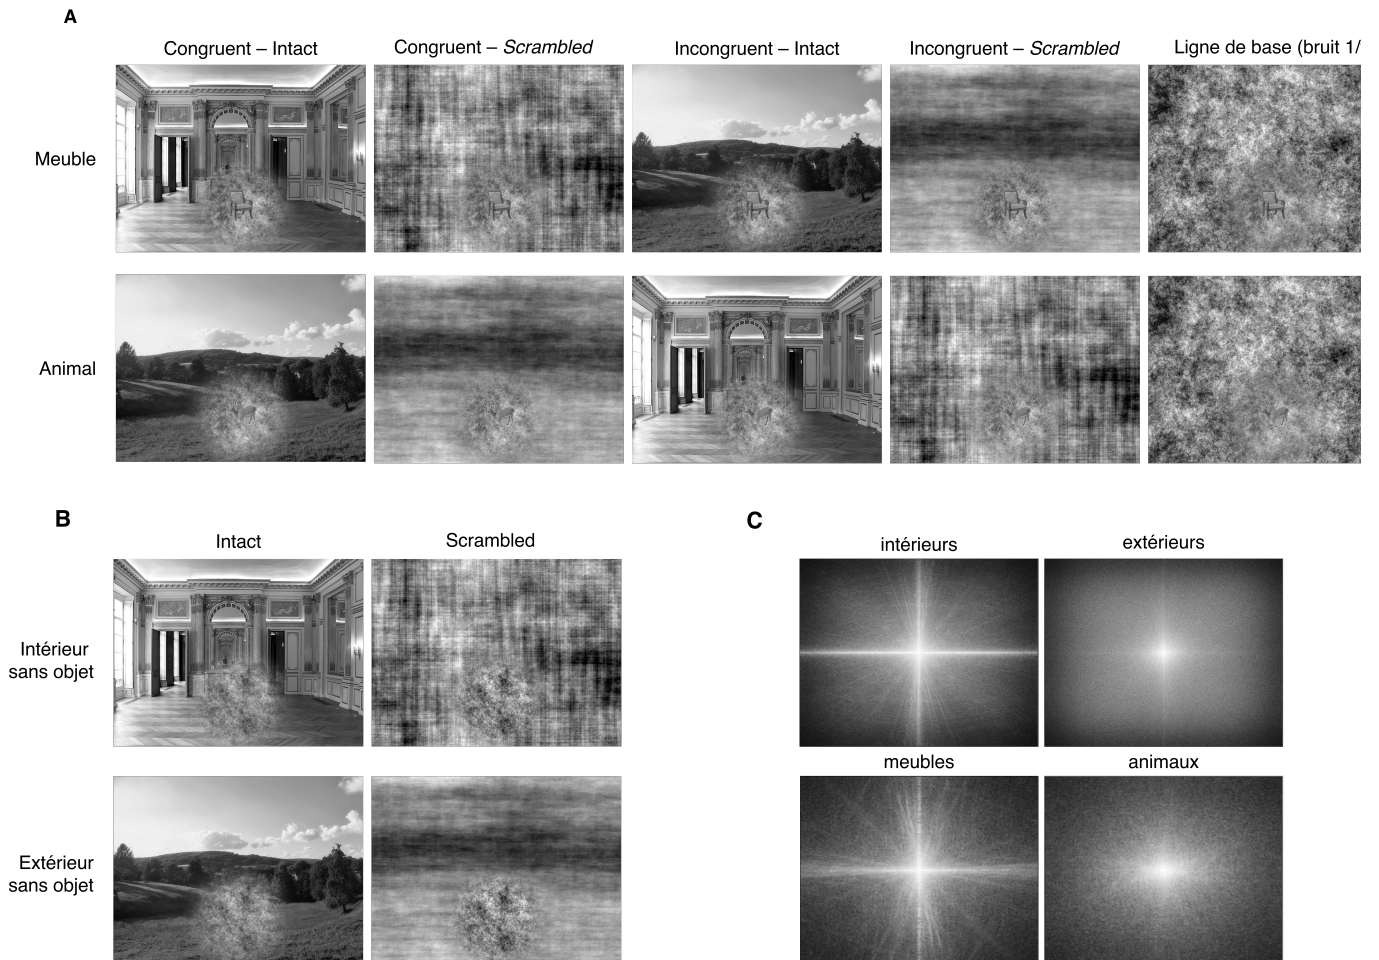 A
Congruent – Intact
Congruent – Scrambled
Incongruent – Intact
Incongruent – Scrambled
Ligne de base (bruit 1/
Meuble
Animal
B
Intact
Scrambled
Intérieur
sans objet
Extérieur
sans objet
C
intérieurs
extérieurs
meubles
animaux